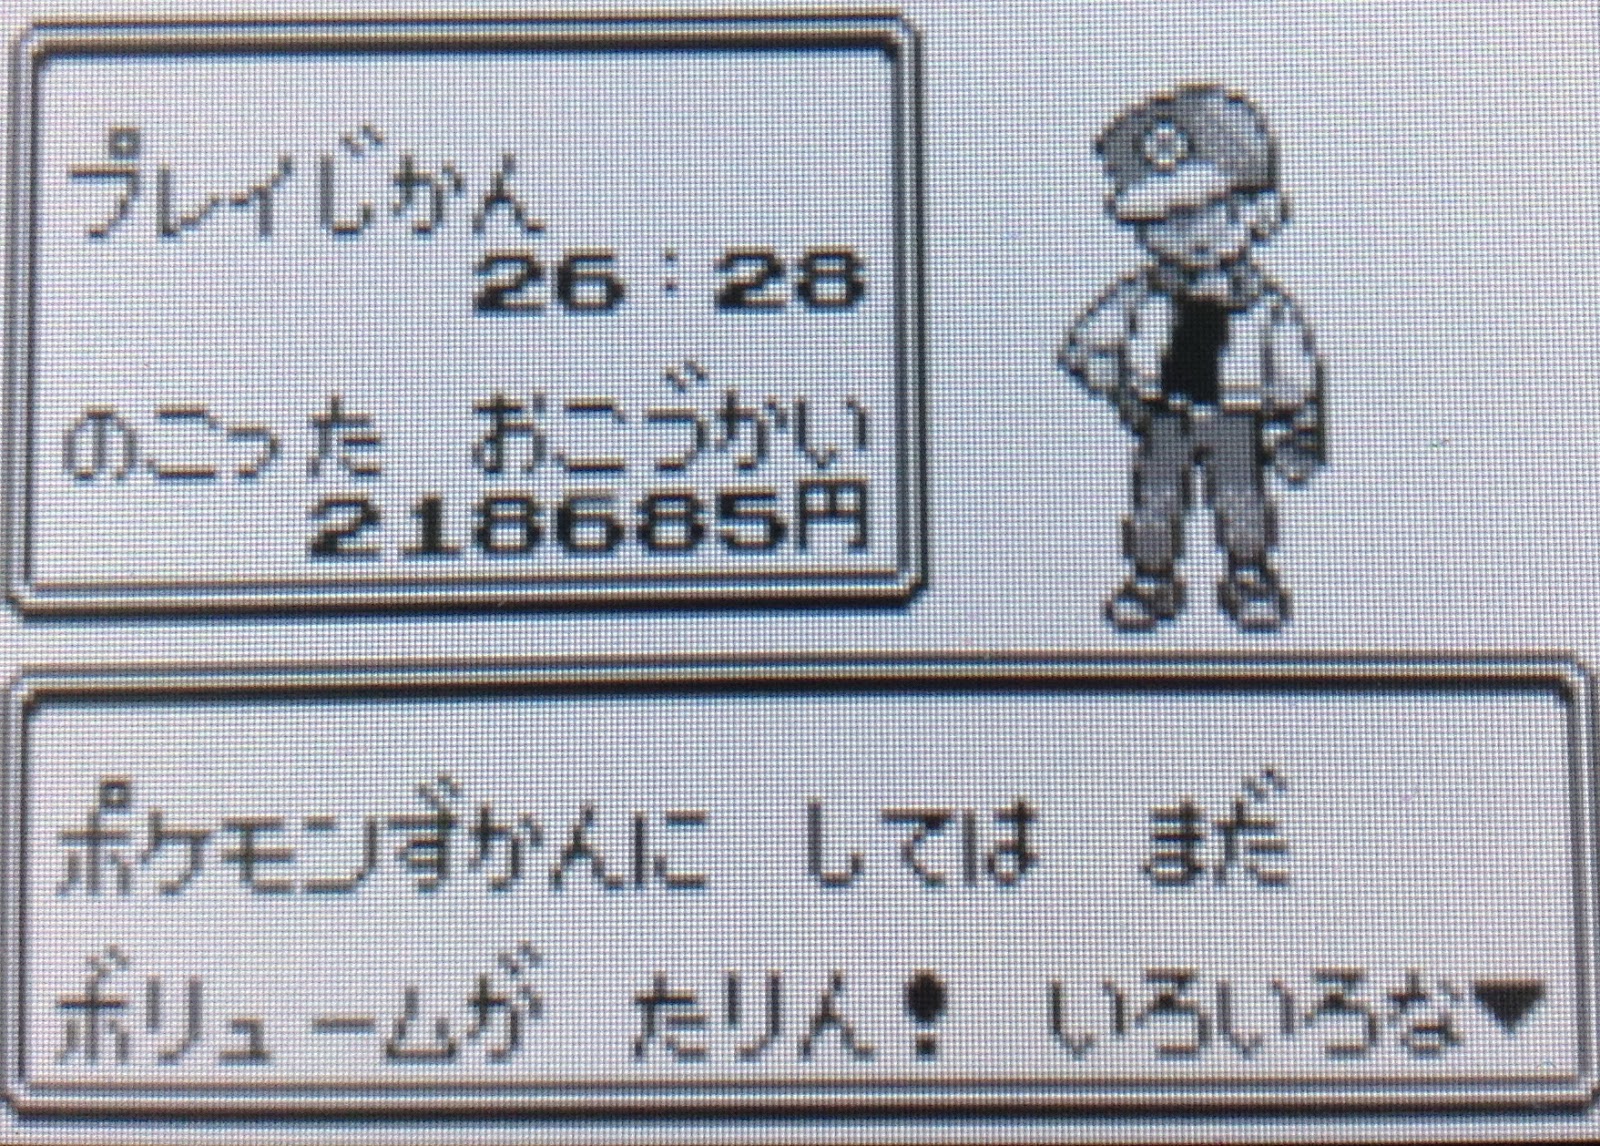 プレイじかん
26:28
のこった おこづかい
218685円
ポケモンずかんに しては まだ
ボリュームが たりん! いろいろな▼